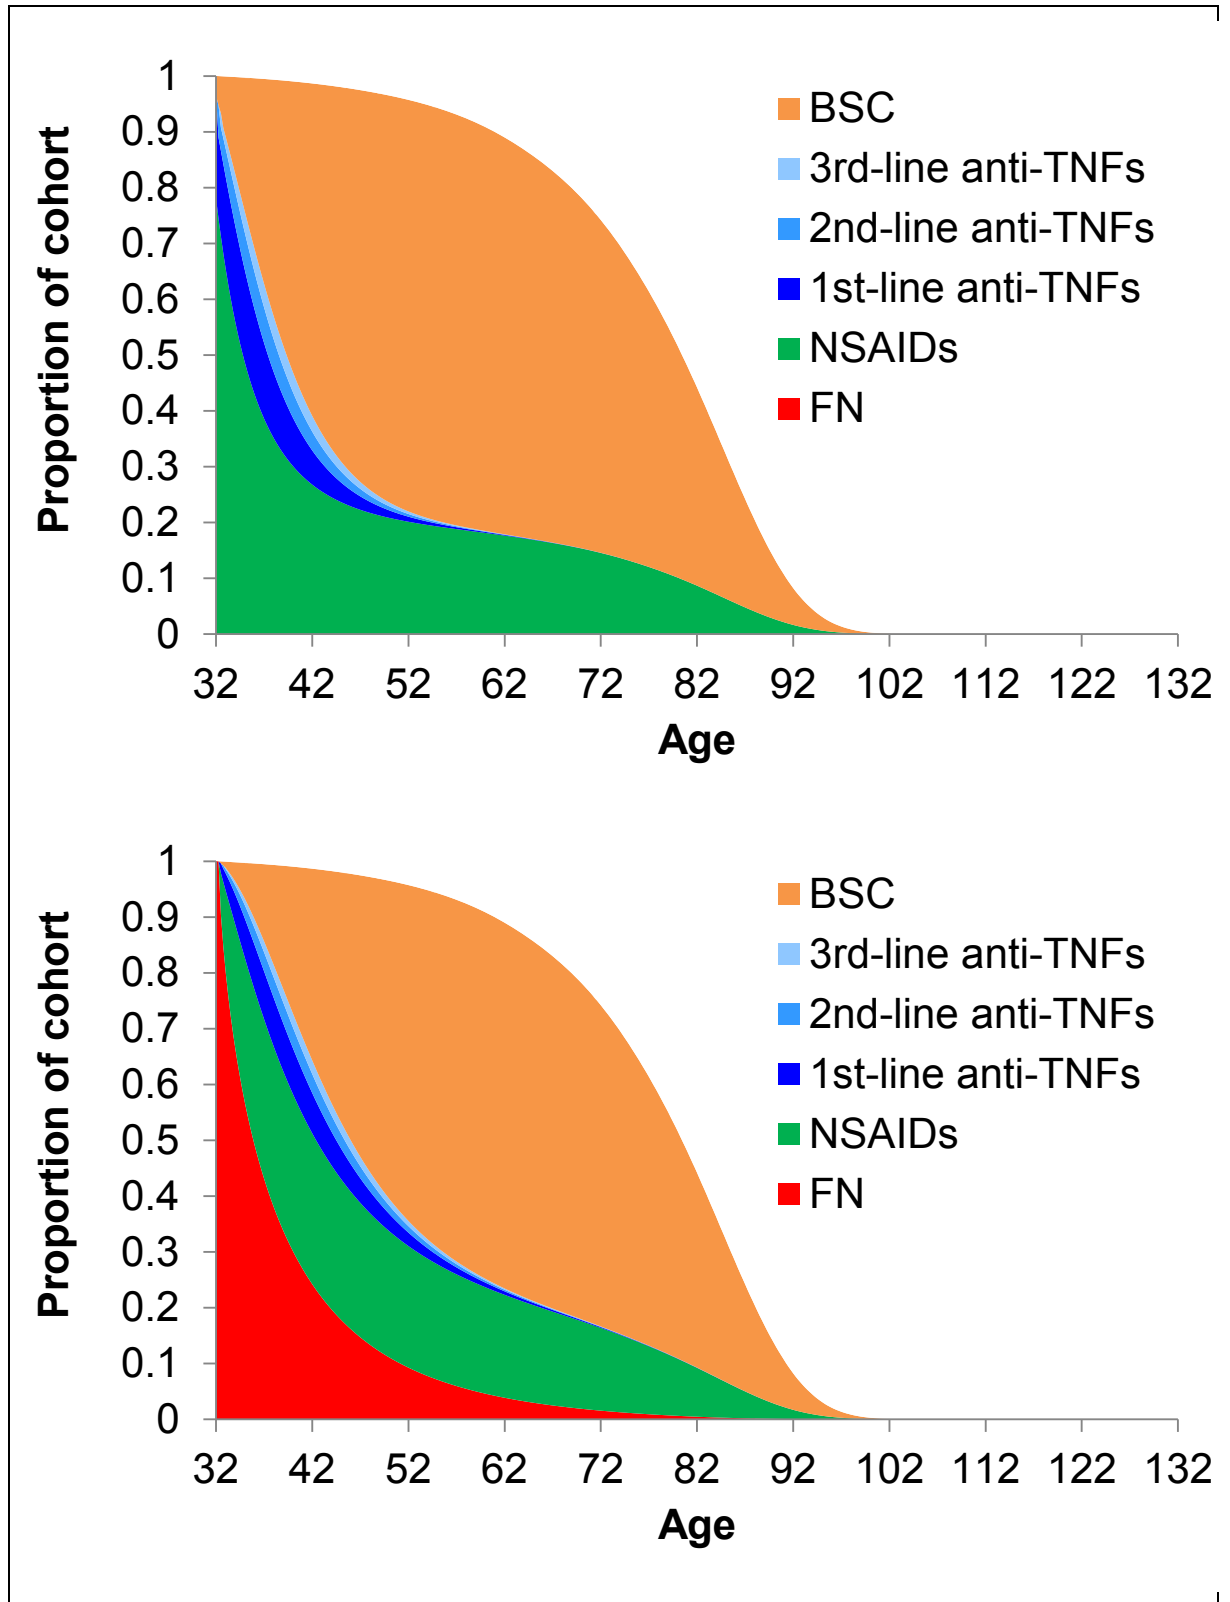 Proportion of cohort
1
0.9
0.8
0.7
0.6
0.5
0.4
0.3
0.2
0.1
0
BSC
3rd-line anti-TNFs
2nd-line anti-TNFs
1st-line anti-TNFs
NSAIDs
FN
32 42 52 62 72 82 92 102 112 122 132
Age
Proportion of cohort
1
0.9
0.8
0.7
0.6
0.5
0.4
0.3
0.2
0.1
0
BSC
3rd-line anti-TNFs
2nd-line anti-TNFs
1st-line anti-TNFs
NSAIDs
FN
32 42 52 62 72 82 92 102 112 122 132
Age